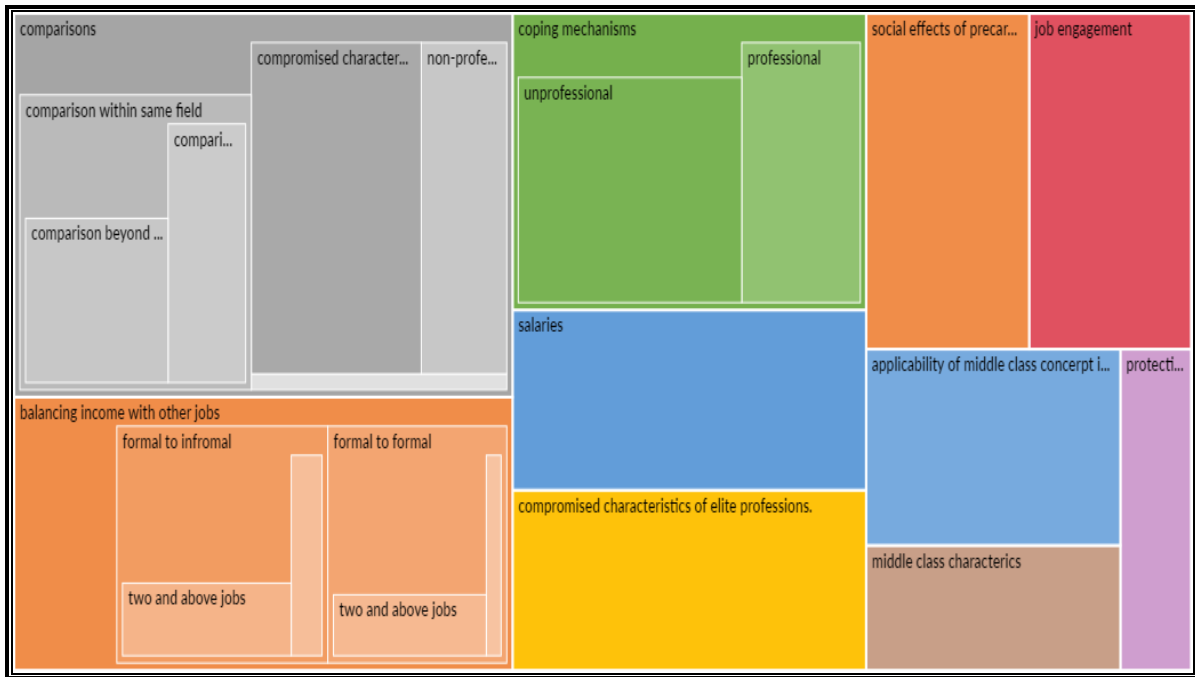 comparisons
compromised character...
non-profe...
comparison within same field
compari...
comparison beyond ...
balancing income with other jobs
formal to infromal
two and above jobs
formal to formal
two and above jobs
coping mechanisms
professional
unprofessional
salaries
compromised characteristics of elite professions.
social effects of precar...
job engagement
applicability of middle class concerpt i...
protecti...
middle class characterics